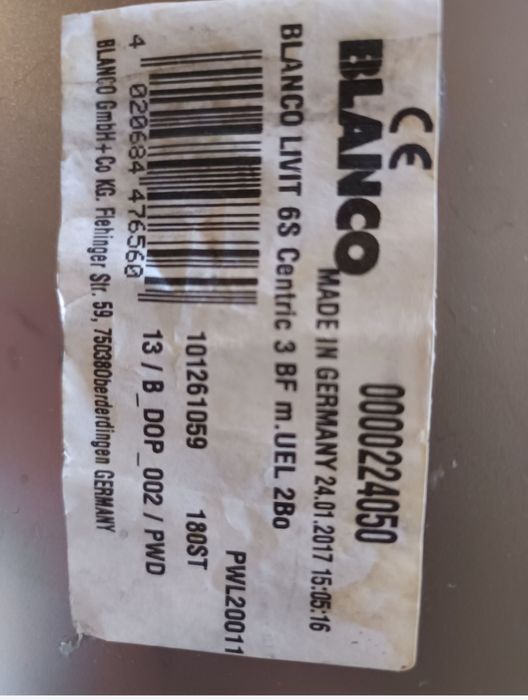 CE
BLANCO 0000224050
MADE IN GERMANY 24.01.2017 15:05:16
BLANCO LIVIT 6S Centric 3 BF m.UEL 2Bo
PWL20011
101261059 180ST
4 020684 476560 13 / B_DOP_002 / PWD
BLANCO GmbH + Co KG. Flehinger Str. 59, 75038Oberderdingen GERMANY